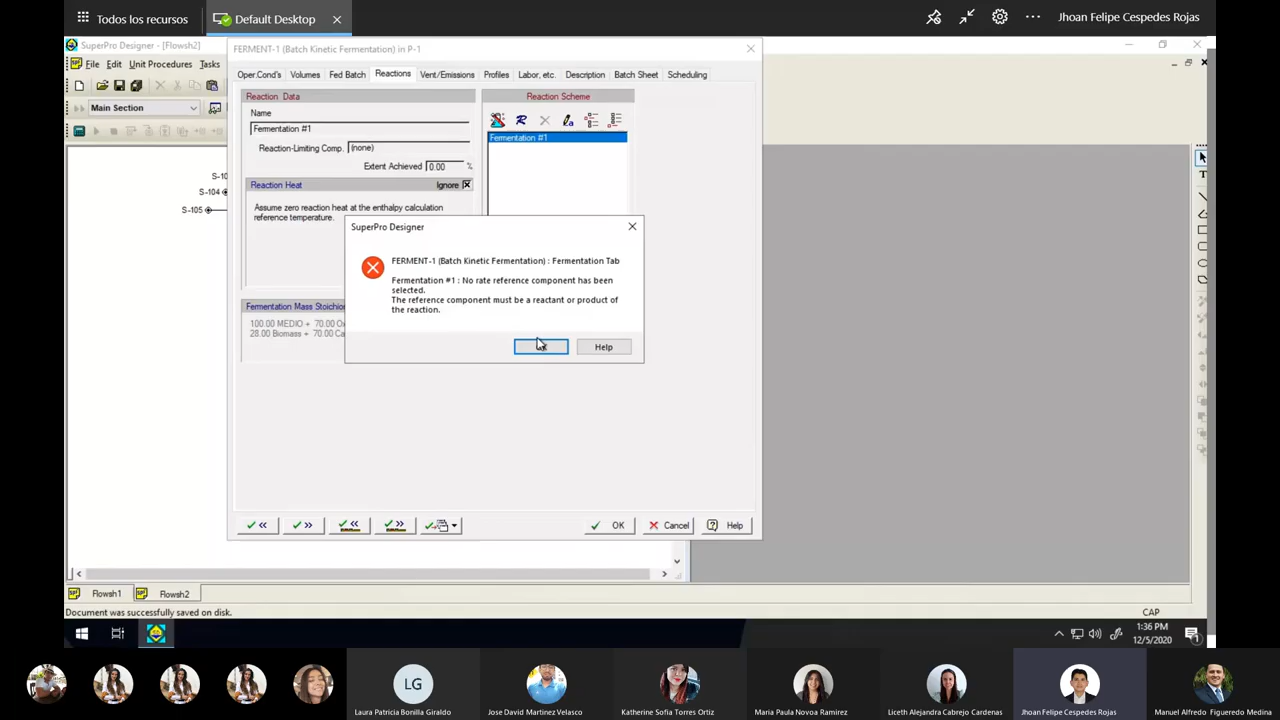 Todos los recursos
Default Desktop
Jhoan Felipe Cespedes Rojas
SuperPro Designer - [Flowsh2]
File Edit Unit Procedures Tasks
Main Section
S-104
S-105
FERMENT-1 (Batch Kinetic Fermentation) in P-1
Oper.Cond's Volumes Fed Batch Reactions Vent/Emissions Profiles Labor, etc. Description Batch Sheet Scheduling
Reaction Data
Name
Fermentation #1
Reaction-Limiting Comp. (none)
Extent Achieved 0.00 %
Reaction Heat
Ignore
Assume zero reaction heat at the enthalpy calculation
reference temperature.
Fermentation Mass Stoichio
100.00 MEDIO + 70.00
28.00 Biomass + 70.00
Reaction Scheme
Fermentation #1
SuperPro Designer
FERMENT-1 (Batch Kinetic Fermentation) : Fermentation Tab
Fermentation #1 : No rate reference component has been
selected.
The reference component must be a reactant or product of
the reaction.
Help
OK
Cancel
Help
Flowsh1
Flowsh2
Document was successfully saved on disk.
CAP
1:36 PM
12/5/2020
LG
Laura Patricia Bonilla Giraldo
Jose David Martinez Velasco
Katherine Sofia Torres Ortiz
Maria Paula Novoa Ramirez
Liceth Alejandra Cabrejo Cardenas
Jhoan Felipe Cespedes Rojas
Manuel Alfredo Figueredo Medina